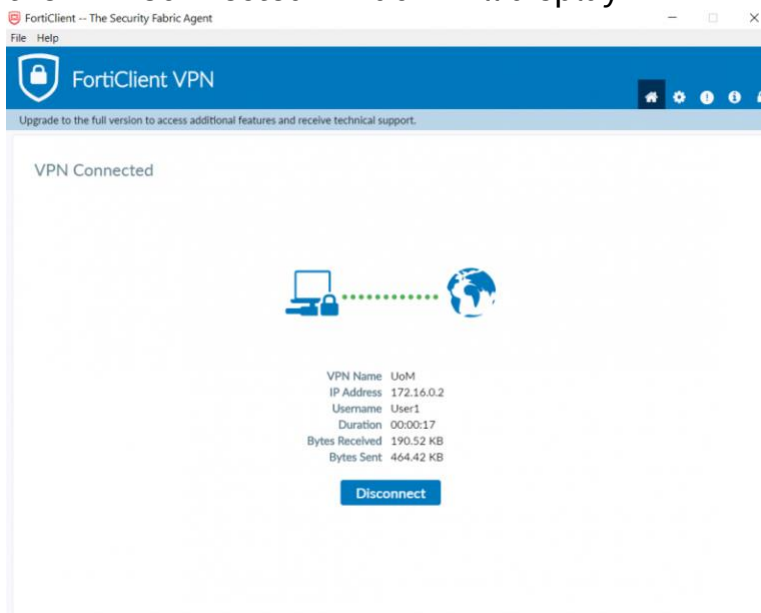 FortiClient -- The Security Fabric Agent
File Help
FortiClient VPN
Upgrade to the full version to access additional features and receive technical support.
VPN Connected
VPN Name UoM
IP Address 172.16.0.2
Username User1
Duration 00:00:17
Bytes Received 190.52 KB
Bytes Sent 464.42 KB
Disconnect